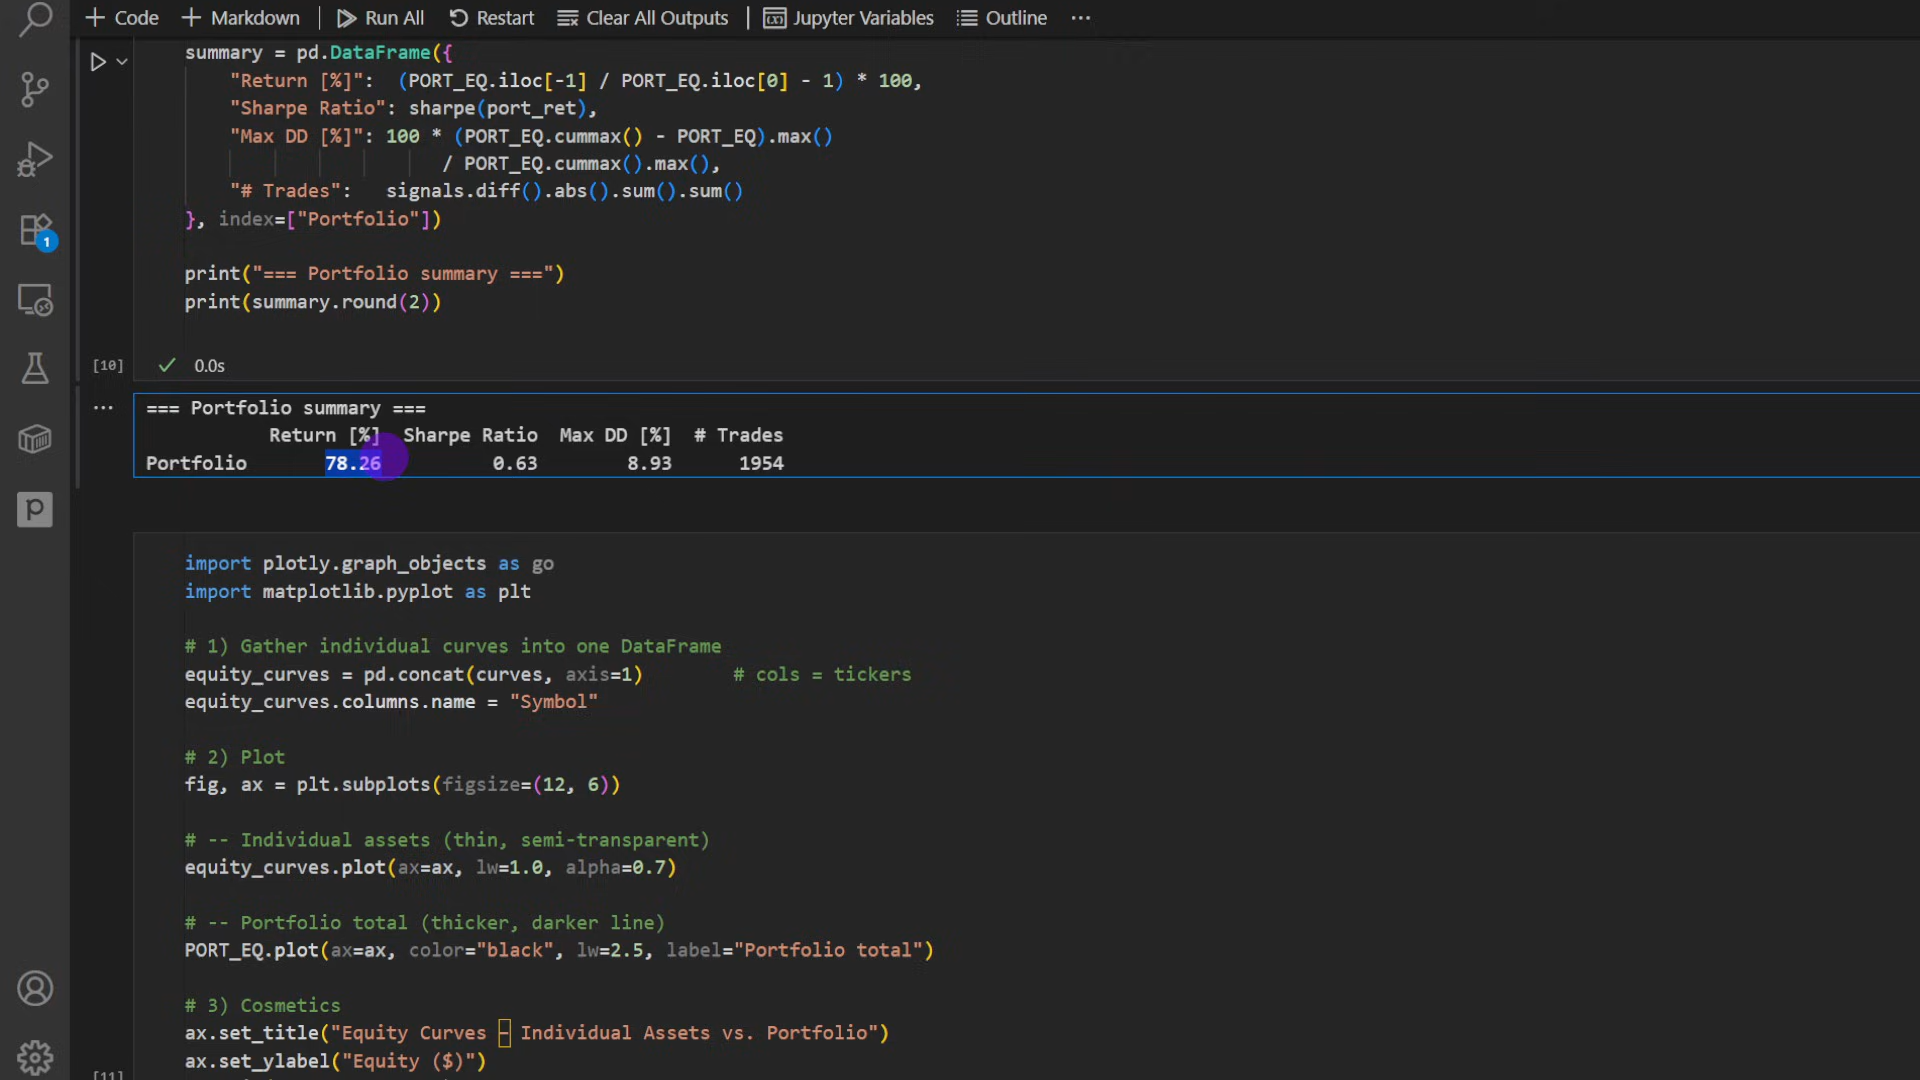 Code Markdown Run All Restart Clear All Outputs Jupyter Variables Outline ...
summary = pd.DataFrame({
"Return [%]": (PORT_EQ.iloc[-1] / PORT_EQ.iloc[0] - 1) * 100,
"Sharpe Ratio": sharpe(port_ret),
"Max DD [%]": 100 * (PORT_EQ.cummax() - PORT_EQ).max()
/ PORT_EQ.cummax().max(),
"# Trades": signals.diff().abs().sum().sum()
}, index=["Portfolio"])
1
print("=== Portfolio summary ===")
print(summary.round(2))
[10] 0.0s
=== Portfolio summary ===
Return [%] Sharpe Ratio Max DD [%] # Trades
Portfolio 78.26 0.63 8.93 1954
import plotly.graph_objects as go
import matplotlib.pyplot as plt
# 1) Gather individual curves into one DataFrame
equity_curves = pd.concat(curves, axis=1) # cols = tickers
equity_curves.columns.name = "Symbol"
# 2) Plot
fig, ax = plt.subplots(figsize=(12, 6))
# -- Individual assets (thin, semi-transparent)
equity_curves.plot(ax=ax, lw=1.0, alpha=0.7)
# -- Portfolio total (thicker, darker line)
PORT_EQ.plot(ax=ax, color="black", lw=2.5, label="Portfolio total")
# 3) Cosmetics
ax.set_title("Equity Curves – Individual Assets vs. Portfolio")
ax.set_ylabel("Equity ($)")
[11]